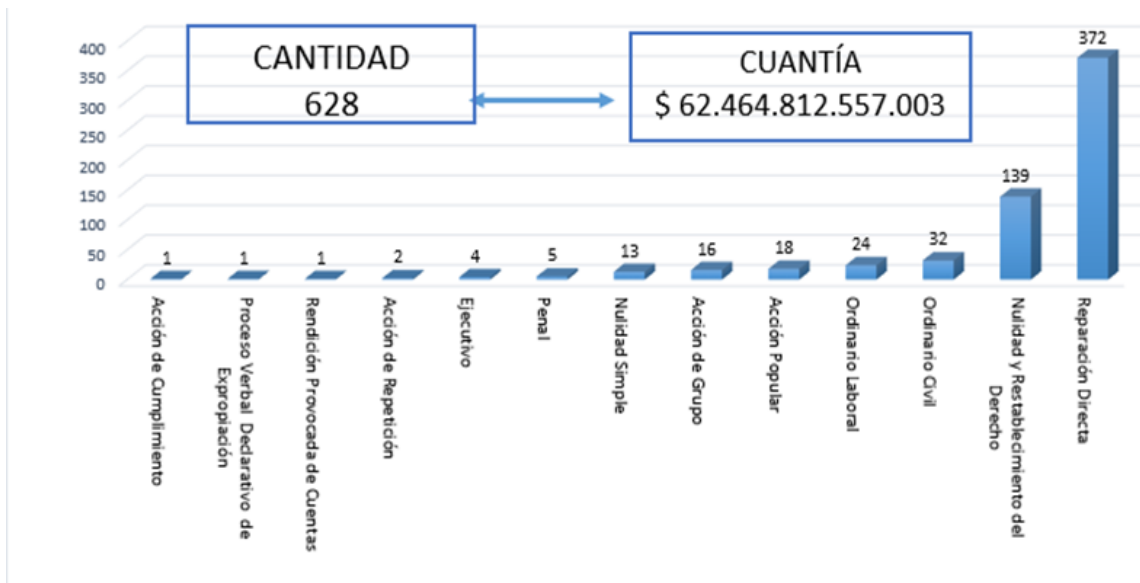 CANTIDAD
628
CUANTÍA
$ 62.464.812.557.003
400
350
300
250
200
150
100
50
0
1
1
1
2
4
5
13
16
18
24
32
139
372
Acción de Cumplimiento
Proceso Verbal Declarativo de
Expropiación
Rendición Provocada de Cuentas
Acción de Repetición
Ejecutivo
Penal
Nulidad Simple
Acción de Grupo
Acción Popular
Ordinario Laboral
Ordinario Civil
Nulidad y Restablecimiento del
Derecho
Reparación Directa